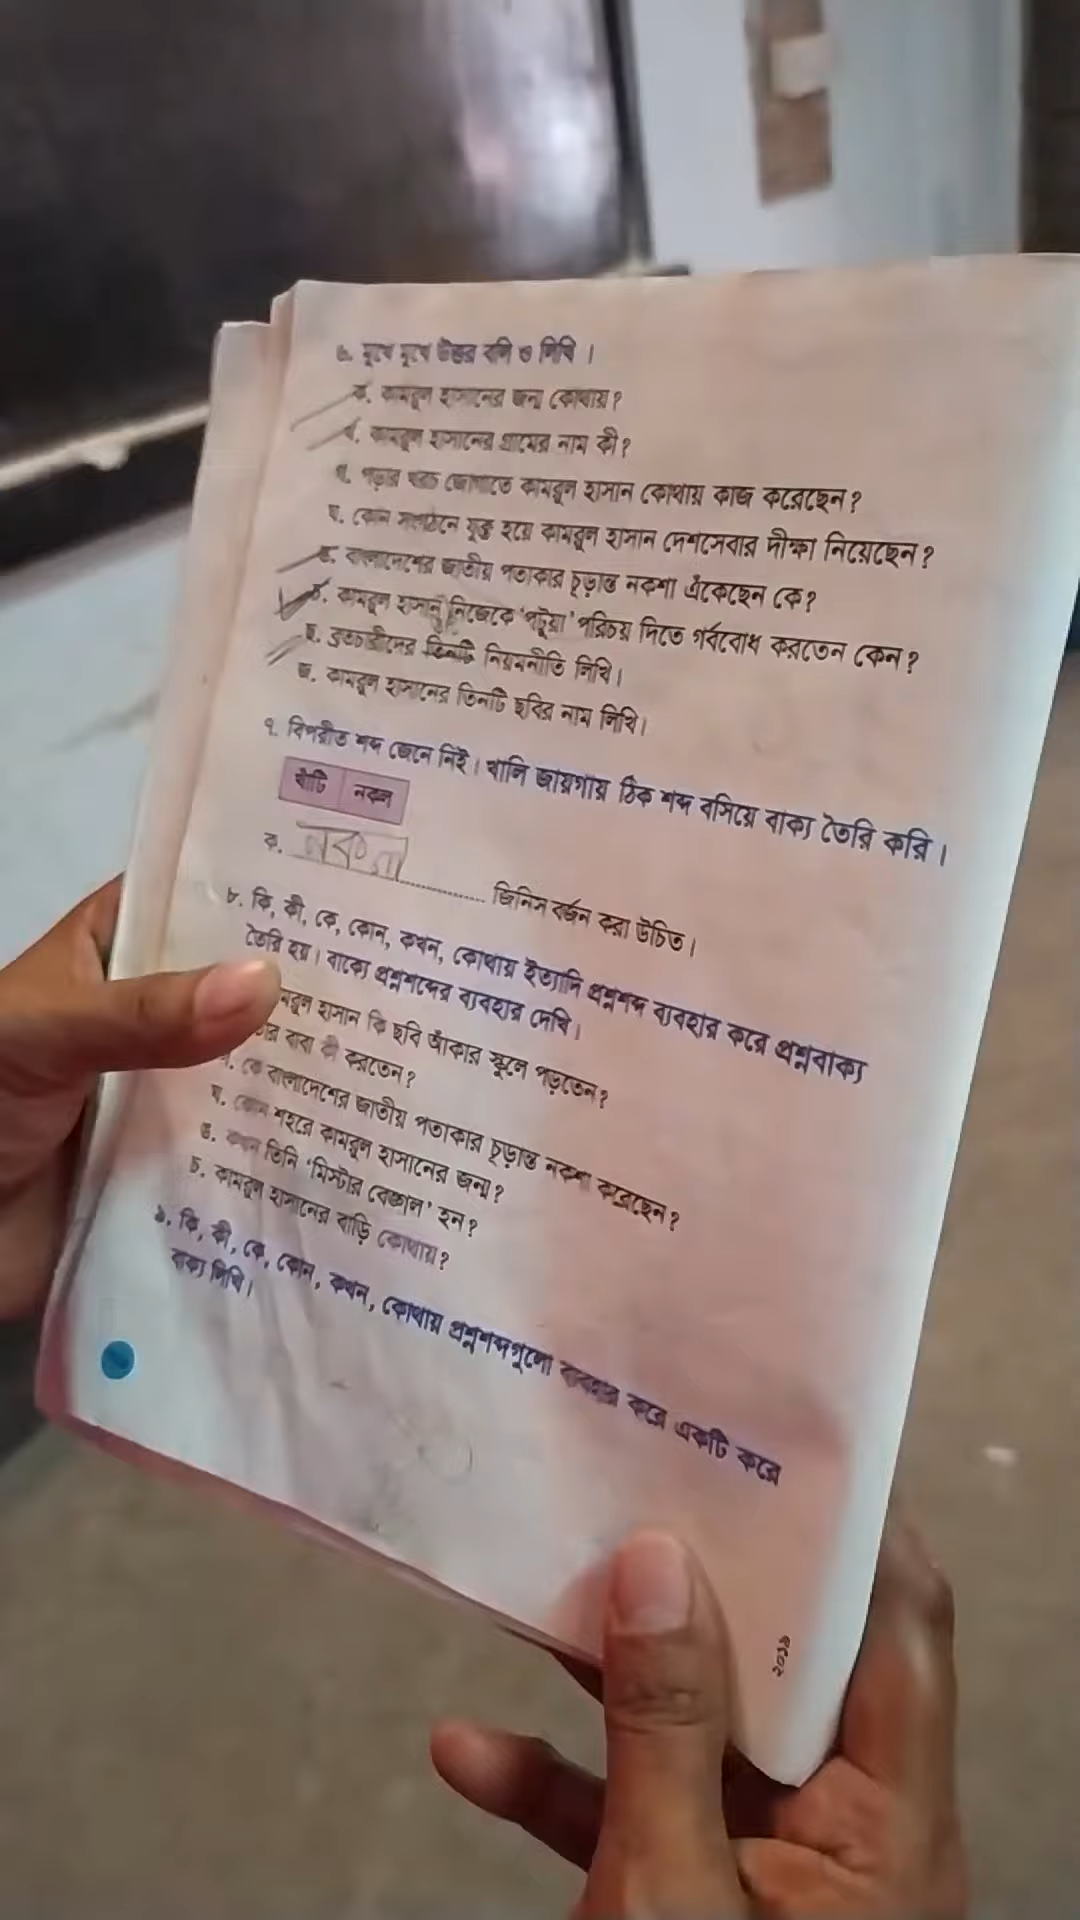 ৬. মুখে মুখে উত্তর বলি ও লিখি ।
ক. কামরুল হাসানের জন্ম কোথায়?
খ. কামরুল হাসানের গ্রামের নাম কী?
গ. পড়ার খরচ জোগাতে কামরুল হাসান কোথায় কাজ করেছেন?
ঘ. কোন সংগঠনে যুক্ত হয়ে কামরুল হাসান দেশসেবার দীক্ষা নিয়েছেন?
ঙ. বাংলাদেশের জাতীয় পতাকার চূড়ান্ত নকশা এঁকেছেন কে?
চ. কামরুল হাসান নিজেকে 'পটুয়া' পরিচয় দিতে গর্ববোধ করতেন কেন?
ছ. ব্রতচারীদের তিনটি নিয়মনীতি লিখি।
জ. কামরুল হাসানের তিনটি ছবির নাম লিখি।
৭. বিপরীত শব্দ জেনে নিই। খালি জায়গায় ঠিক শব্দ বসিয়ে বাক্য তৈরি করি।
খাঁটি নকল
ক. নকল ........... জিনিস বর্জন করা উচিত।
৮. কি, কী, কে, কোন, কখন, কোথায় ইত্যাদি প্রশ্নশব্দ ব্যবহার করে প্রশ্নবাক্য
তৈরি হয়। বাক্যে প্রশ্নশব্দের ব্যবহার দেখি।
হাসান কি ছবি আঁকার স্কুলে পড়তেন?
বাবা কী করতেন?
গ. কে বাংলাদেশের জাতীয় পতাকার চূড়ান্ত নকশা করেছেন?
ঘ. কোন শহরে কামরুল হাসানের জন্ম?
ঙ. কখন তিনি 'মিস্টার বেঙ্গল' হন?
চ. কামরুল হাসানের বাড়ি কোথায়?
৯. কি, কী, কে, কোন, কখন, কোথায় প্রশ্নশব্দগুলো ব্যবহার করে একটি করে
বাক্য লিখি।
২০১৯